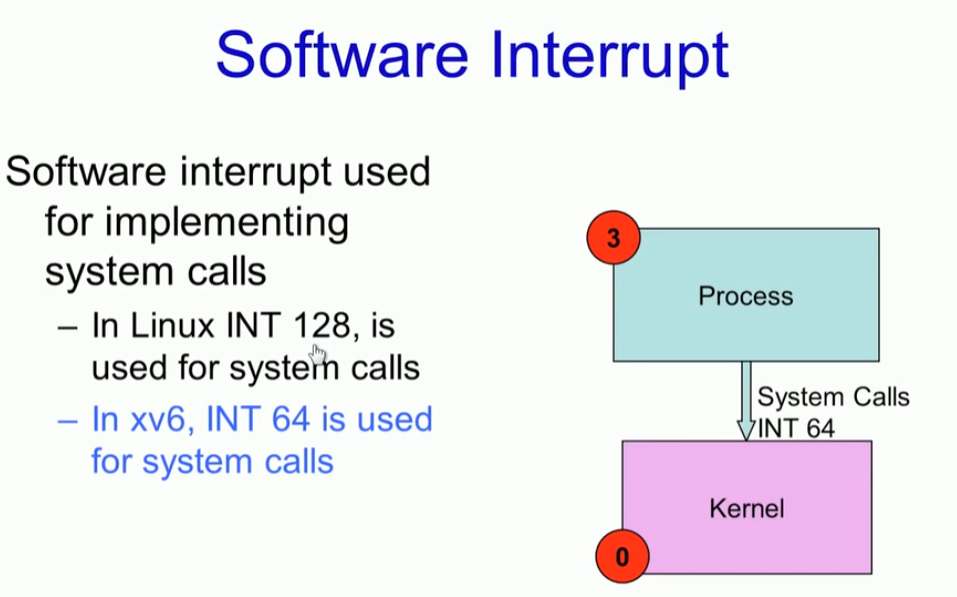 Software Interrupt
Software interrupt used
for implementing
system calls
– In Linux INT 128, is
used for system calls
– In xv6, INT 64 is used
for system calls
3
Process
System Calls
INT 64
Kernel
0